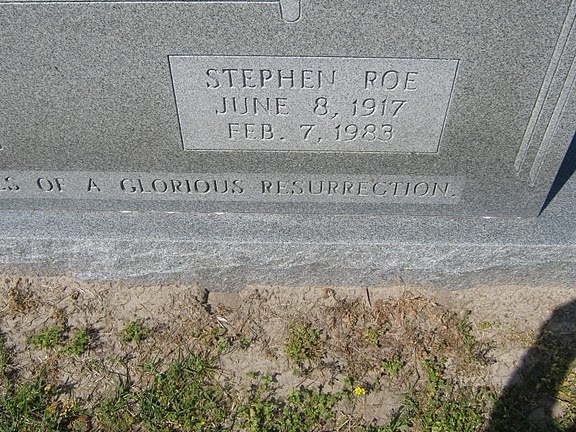 STEPHEN ROE
JUNE 8, 1917
FEB. 7, 1983
OF A GLORIOUS RESURRECTION.